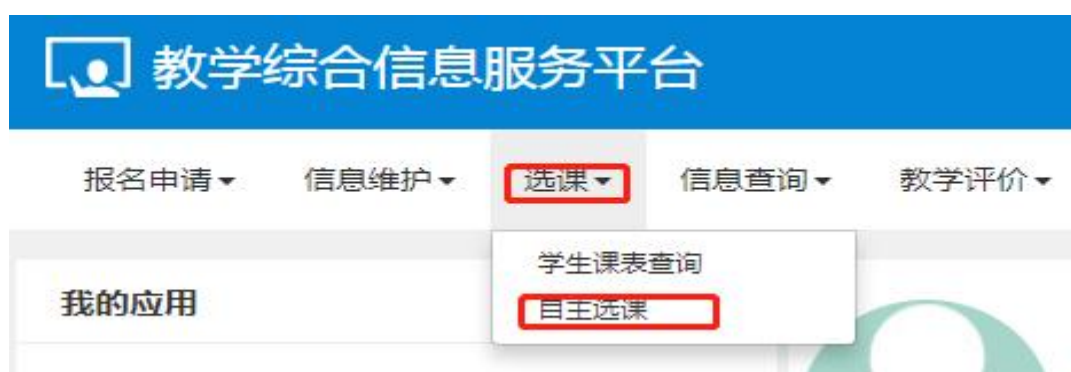 教学综合信息服务平台
报名申请 信息维护 选课 信息查询 教学评价
学生课表查询
我的应用
自主选课